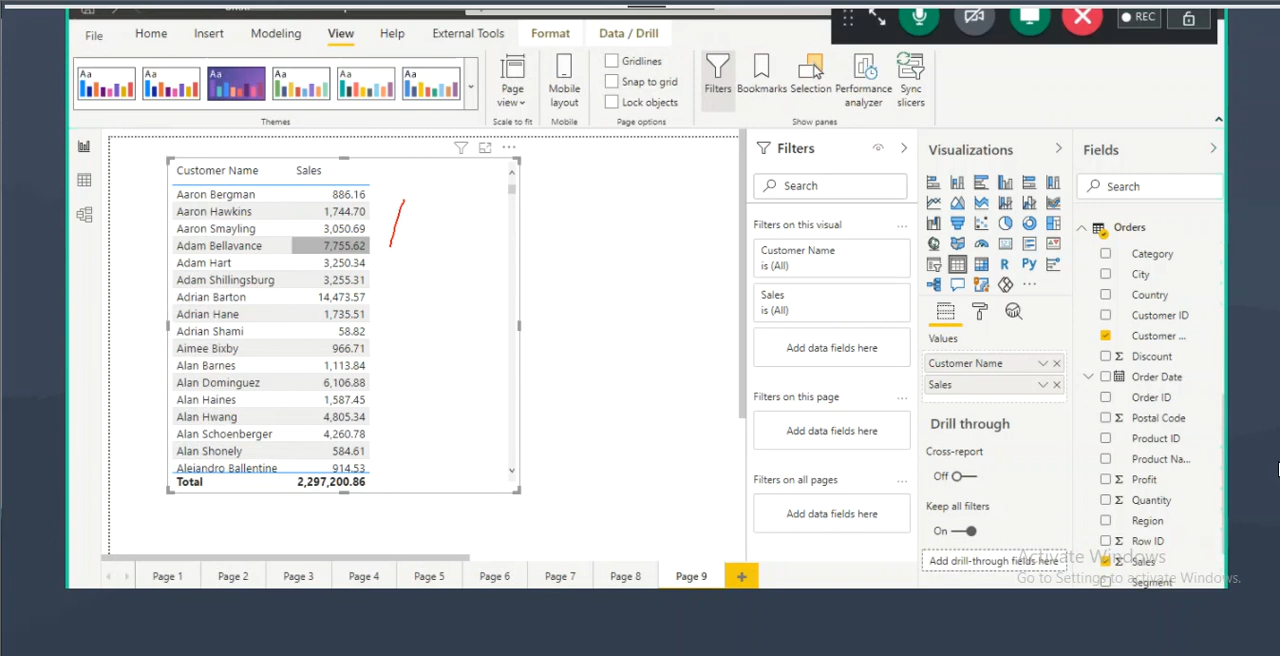 REC
File Home Insert Modeling View Help External Tools Format Data / Drill
Aa Aa Aa Aa Aa Aa
Themes
Page view
Scale to fit
Mobile layout
Mobile
Gridlines
Snap to grid
Lock objects
Page options
Filters
Bookmarks
Selection
Performance analyzer
Sync slicers
Show panes
Customer Name Sales
Aaron Bergman 886.16
Aaron Hawkins 1,744.70
Aaron Smayling 3,050.69
Adam Bellavance 7,755.62
Adam Hart 3,250.34
Adam Shillingsburg 3,255.31
Adrian Barton 14,473.57
Adrian Hane 1,735.51
Adrian Shami 58.82
Aimee Bixby 966.71
Alan Barnes 1,113.84
Alan Dominguez 6,106.88
Alan Haines 1,587.45
Alan Hwang 4,805.34
Alan Schoenberger 4,260.78
Alan Shonely 584.61
Alejandro Ballentine 914.53
Total 2,297,200.86
Filters
Search
Filters on this visual ...
Customer Name
is (All)
Sales
is (All)
Add data fields here
Filters on this page ...
Add data fields here
Filters on all pages ...
Add data fields here
Visualizations
R Py
...
Values
Customer Name
Sales
Drill through
Cross-report
Off
Keep all filters
On
Add drill-through fields here
Fields
Search
Orders
Category
City
Country
Customer ID
Customer ...
Σ Discount
Order Date
Order ID
Σ Postal Code
Product ID
Product Na...
Σ Profit
Σ Quantity
Region
Σ Row ID
Σ Sales
Segment
Activate Windows
Go to Settings to activate Windows.
Page 1 Page 2 Page 3 Page 4 Page 5 Page 6 Page 7 Page 8 Page 9 +